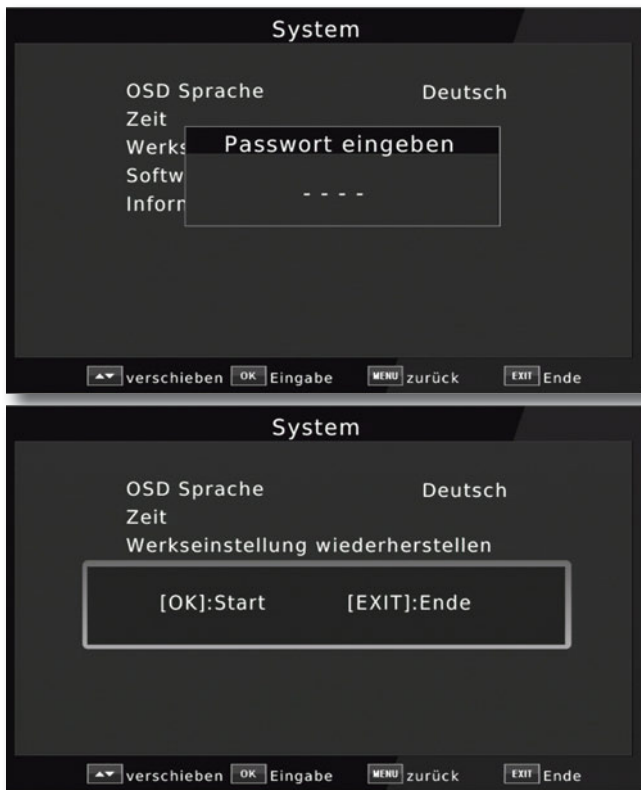 System
OSD Sprache Deutsch
Zeit
Werks
Passwort eingeben
Softw
- - - -
Inforn
verschieben OK Eingabe MENU zurück EXIT Ende
System
OSD Sprache Deutsch
Zeit
Werkseinstellung wiederherstellen
[OK]:Start [EXIT]:Ende
verschieben OK Eingabe MENU zurück EXIT Ende